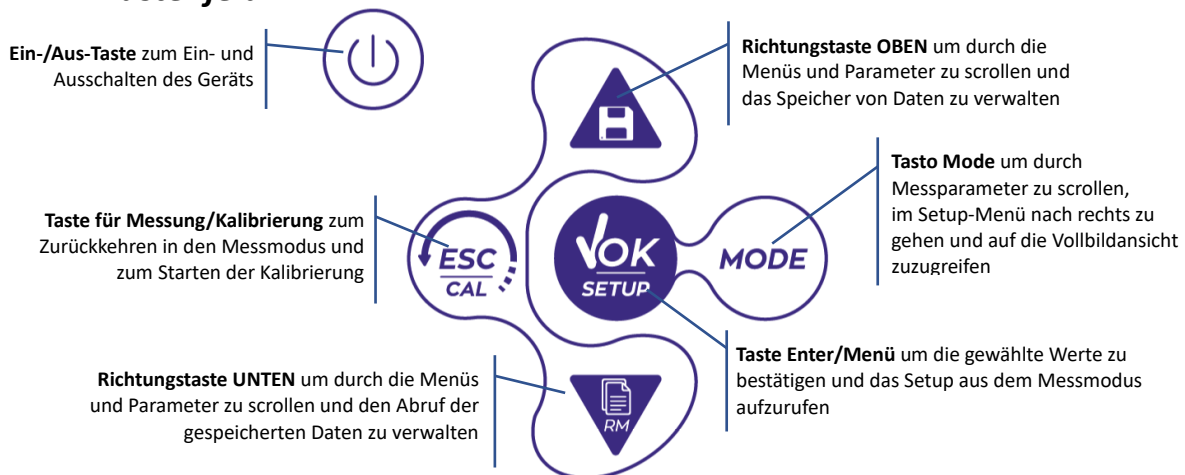 Ein-/Aus-Taste zum Ein- und
Ausschalten des Geräts
Richtungstaste OBEN um durch die
Menüs und Parameter zu scrollen und
das Speicher von Daten zu verwalten
Tasto Mode um durch
Messparameter zu scrollen,
im Setup-Menü nach rechts zu
gehen und auf die Vollbildansicht
zuzugreifen
Taste für Messung/Kalibrierung zum
Zurückkehren in den Messmodus und
zum Starten der Kalibrierung
ESC
CAL
OK
SETUP
MODE
Taste Enter/Menü um die gewählte Werte zu
bestätigen und das Setup aus dem Messmodus
aufzurufen
Richtungstaste UNTEN um durch die Menüs
und Parameter zu scrollen und den Abruf der
gespeicherten Daten zu verwalten
RM